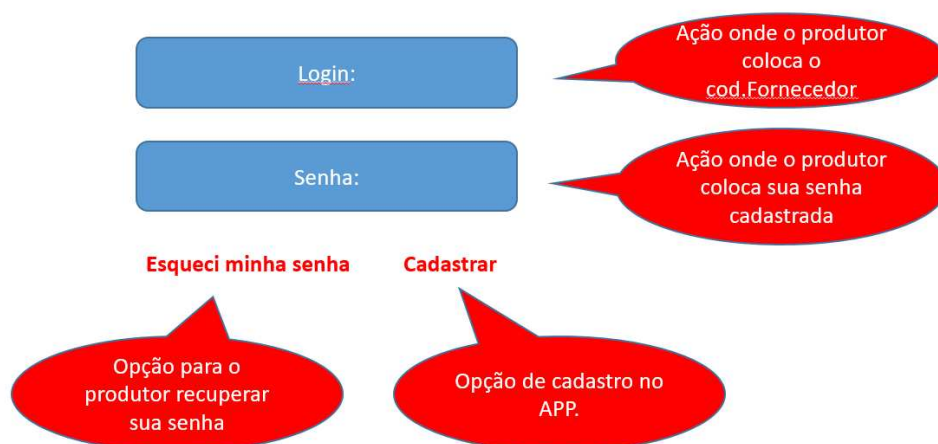 Login:
Ação onde o produtor
coloca o
cod.Fornecedor
Senha:
Ação onde o produtor
coloca sua senha
cadastrada
Esqueci minha senha
Cadastrar
Opção para o
produtor recuperar
sua senha
Opção de cadastro no
APP.